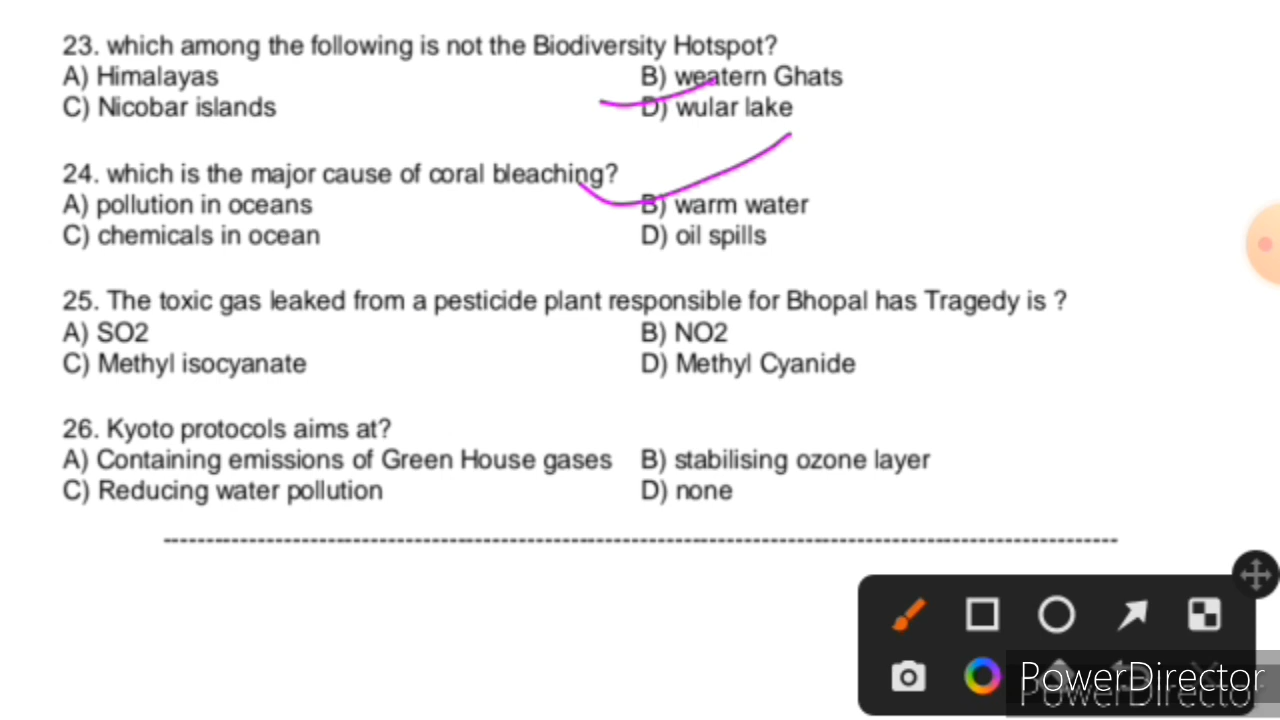 23. which among the following is not the Biodiversity Hotspot?
A) Himalayas B) weatern Ghats
C) Nicobar islands D) wular lake
24. which is the major cause of coral bleaching?
A) pollution in oceans B) warm water
C) chemicals in ocean D) oil spills
25. The toxic gas leaked from a pesticide plant responsible for Bhopal has Tragedy is ?
A) SO2 B) NO2
C) Methyl isocyanate D) Methyl Cyanide
26. Kyoto protocols aims at?
A) Containing emissions of Green House gases B) stabilising ozone layer
C) Reducing water pollution D) none
PowerDirector
PowerDirector